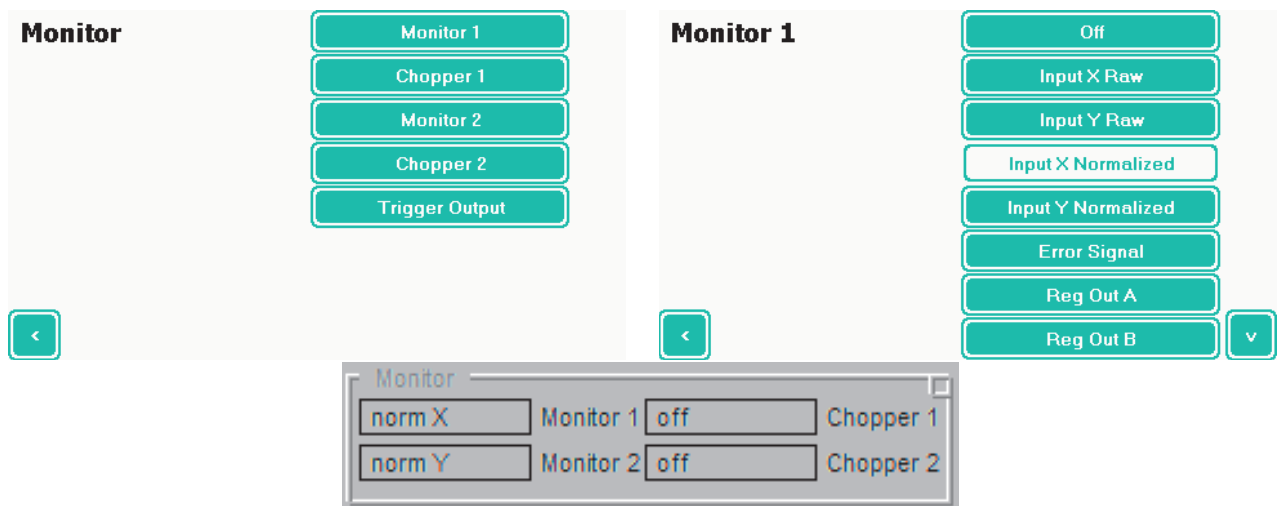 Monitor
Monitor 1
Chopper 1
Monitor 2
Chopper 2
Trigger Output
<
Monitor 1
Off
Input X Raw
Input Y Raw
Input X Normalized
Input Y Normalized
Error Signal
Reg Out A
Reg Out B
<
v
Monitor
norm X Monitor 1 off Chopper 1
norm Y Monitor 2 off Chopper 2